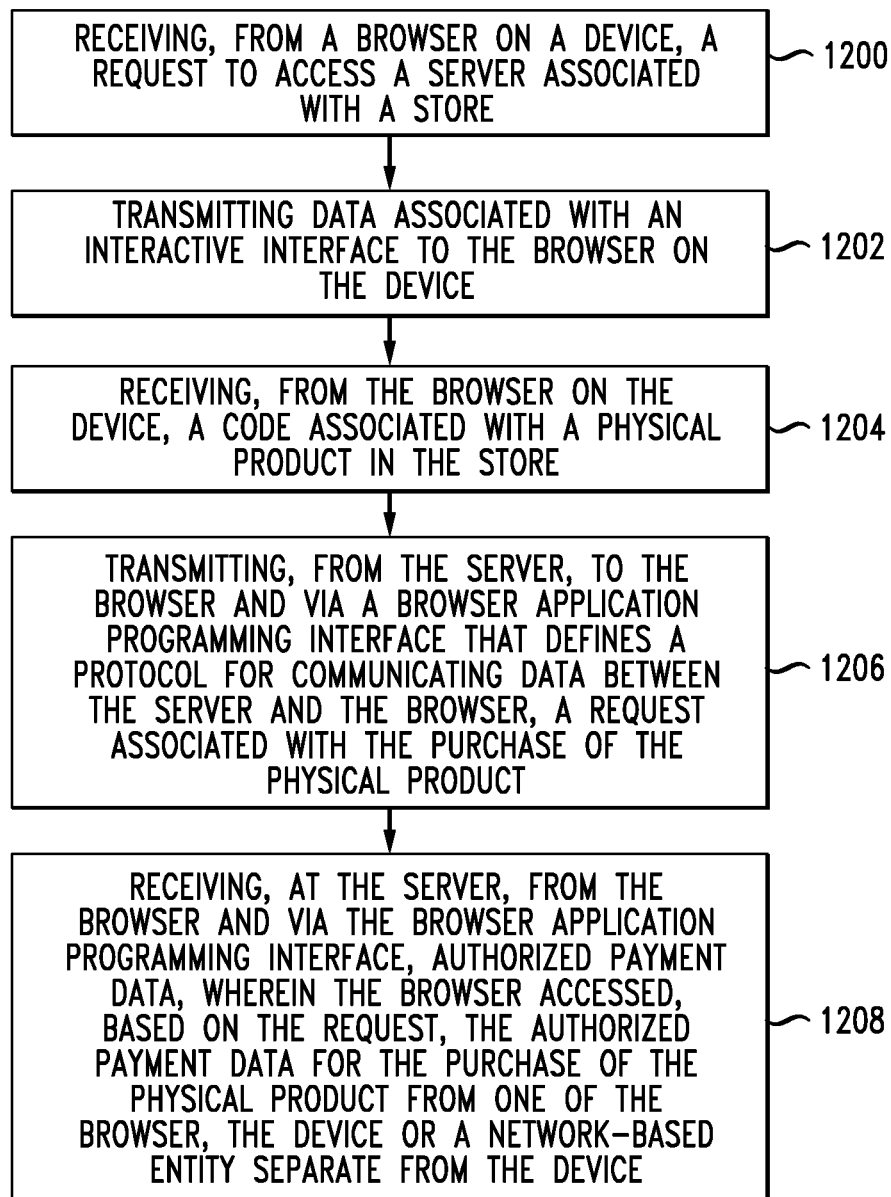 RECEIVING, FROM A BROWSER ON A DEVICE, A
REQUEST TO ACCESS A SERVER ASSOCIATED
WITH A STORE
1200
TRANSMITTING DATA ASSOCIATED WITH AN
INTERACTIVE INTERFACE TO THE BROWSER ON
THE DEVICE
1202
RECEIVING, FROM THE BROWSER ON THE
DEVICE, A CODE ASSOCIATED WITH A PHYSICAL
PRODUCT IN THE STORE
1204
TRANSMITTING, FROM THE SERVER, TO THE
BROWSER AND VIA A BROWSER APPLICATION
PROGRAMMING INTERFACE THAT DEFINES A
PROTOCOL FOR COMMUNICATING DATA BETWEEN
THE SERVER AND THE BROWSER, A REQUEST
ASSOCIATED WITH THE PURCHASE OF THE
PHYSICAL PRODUCT
1206
RECEIVING, AT THE SERVER, FROM THE
BROWSER AND VIA THE BROWSER APPLICATION
PROGRAMMING INTERFACE, AUTHORIZED PAYMENT
DATA, WHEREIN THE BROWSER ACCESSED,
BASED ON THE REQUEST, THE AUTHORIZED
PAYMENT DATA FOR THE PURCHASE OF THE
PHYSICAL PRODUCT FROM ONE OF THE
BROWSER, THE DEVICE OR A NETWORK-BASED
ENTITY SEPARATE FROM THE DEVICE
1208